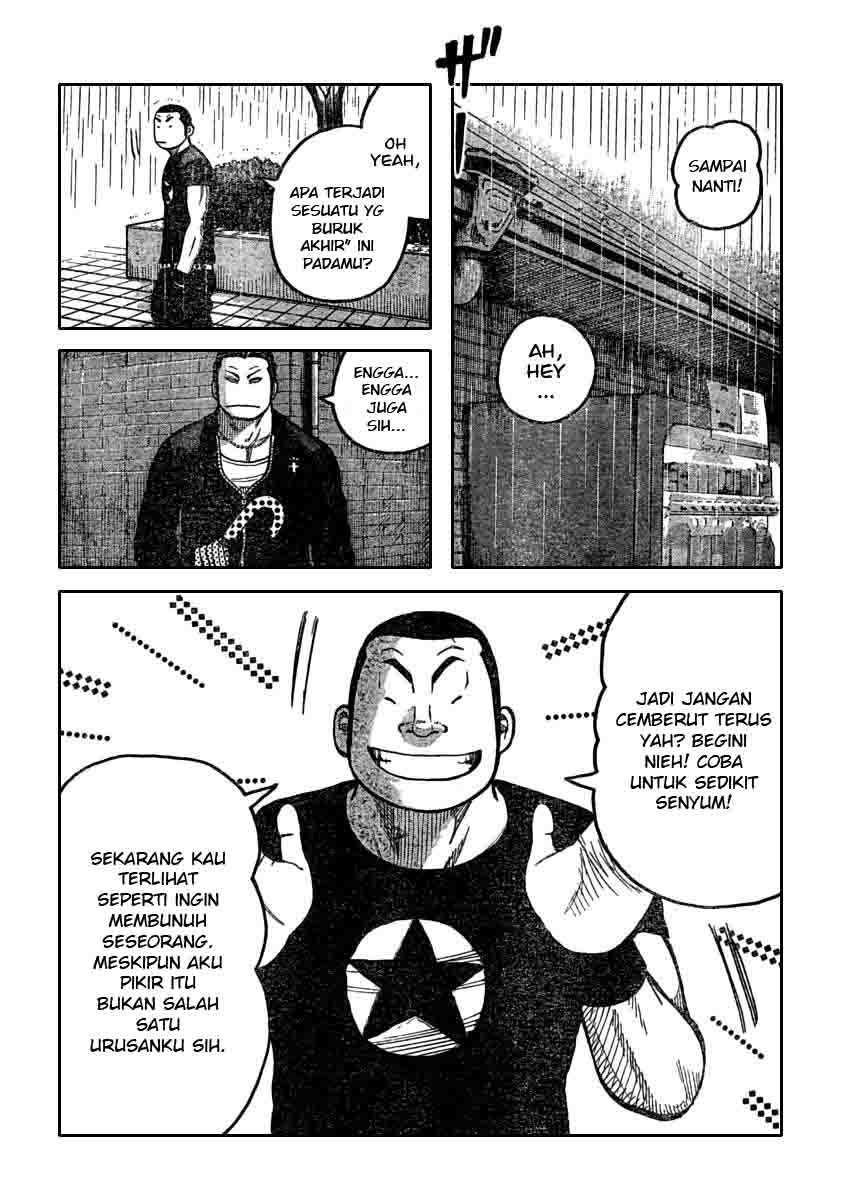 ザ
SAMPAI
NANTI!
AH,
HEY
...
OH
YEAH,
APA TERJADI
SESUATU YG
BURUK
AKHIR" INI
PADAMU?
ENGGA...
ENGGA
JUGA
SIH...
JADI JANGAN
CEMBERUT TERUS
YAH? BEGINI
NIEH! COBA
UNTUK SEDIKIT
SENYUM!
SEKARANG KAU
TERLIHAT
SEPERTI INGIN
MEMBUNUH
SESEORANG.
MESKIPUN AKU
PIKIR ITU
BUKAN SALAH
SATU
URUSANKU SIH.